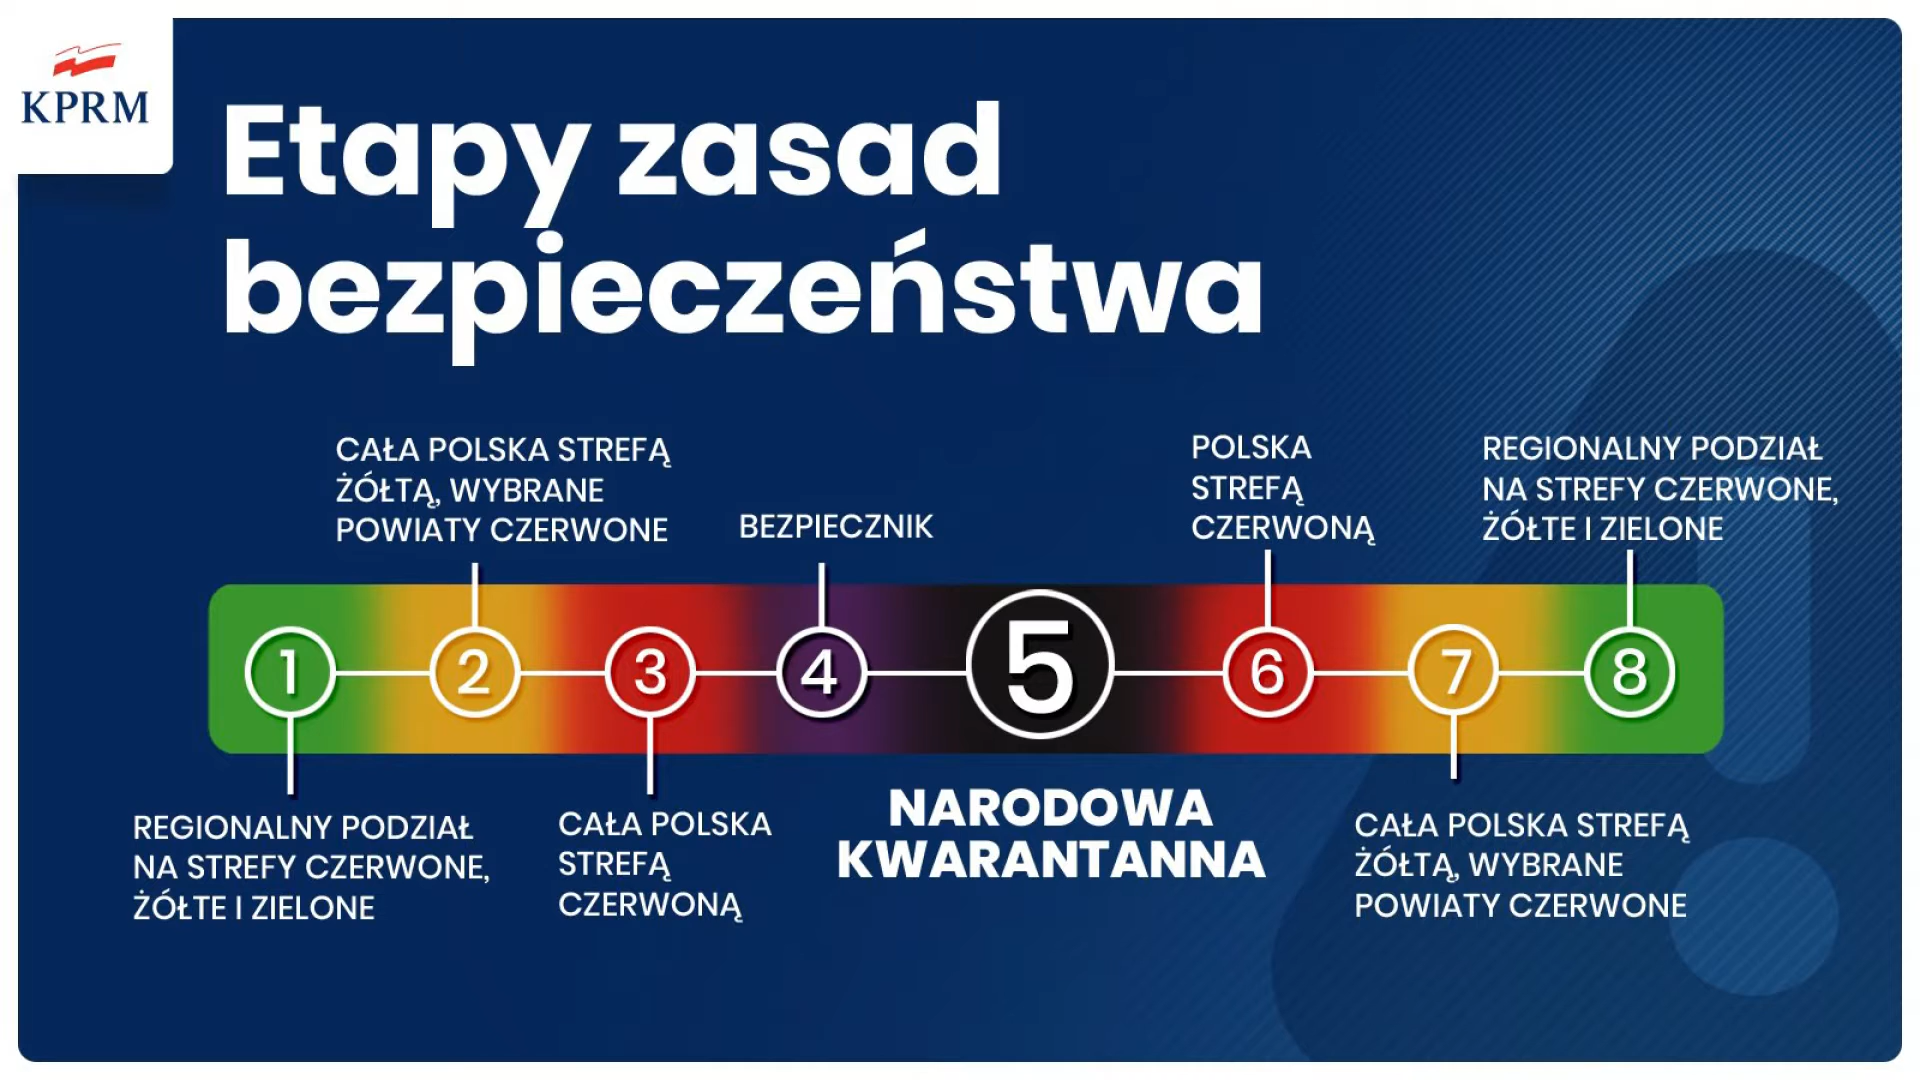 KPRM
Etapy zasad
bezpieczeństwa
CAŁA POLSKA STREFĄ
ŻÓŁTĄ, WYBRANE
POWIATY CZERWONE
BEZPIECZNIK
POLSKA
STREFĄ
CZERWONĄ
REGIONALNY PODZIAŁ
NA STREFY CZERWONE,
ŻÓŁTE I ZIELONE
1
2
3
4
5
6
7
8
REGIONALNY PODZIAŁ
NA STREFY CZERWONE,
ŻÓŁTE I ZIELONE
CAŁA POLSKA
STREFĄ
CZERWONĄ
NARODOWA
KWARANTANNA
CAŁA POLSKA STREFĄ
ŻÓŁTĄ, WYBRANE
POWIATY CZERWONE